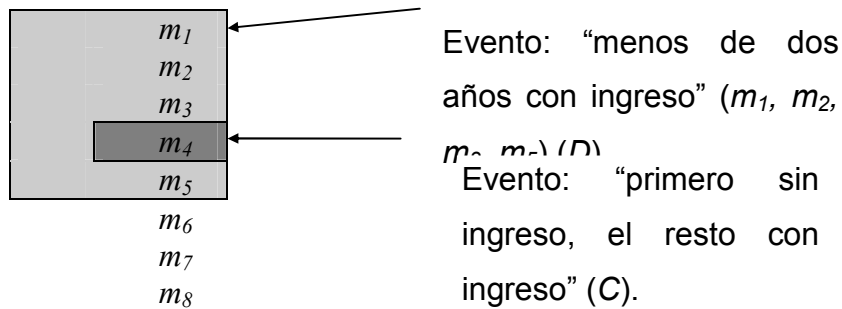 m1
m2
m3
m4
m5
m6
m7
m8
Evento: “menos de dos
años con ingreso” (m1, m2,
Evento: “primero sin
ingreso, el resto con
ingreso” (C).